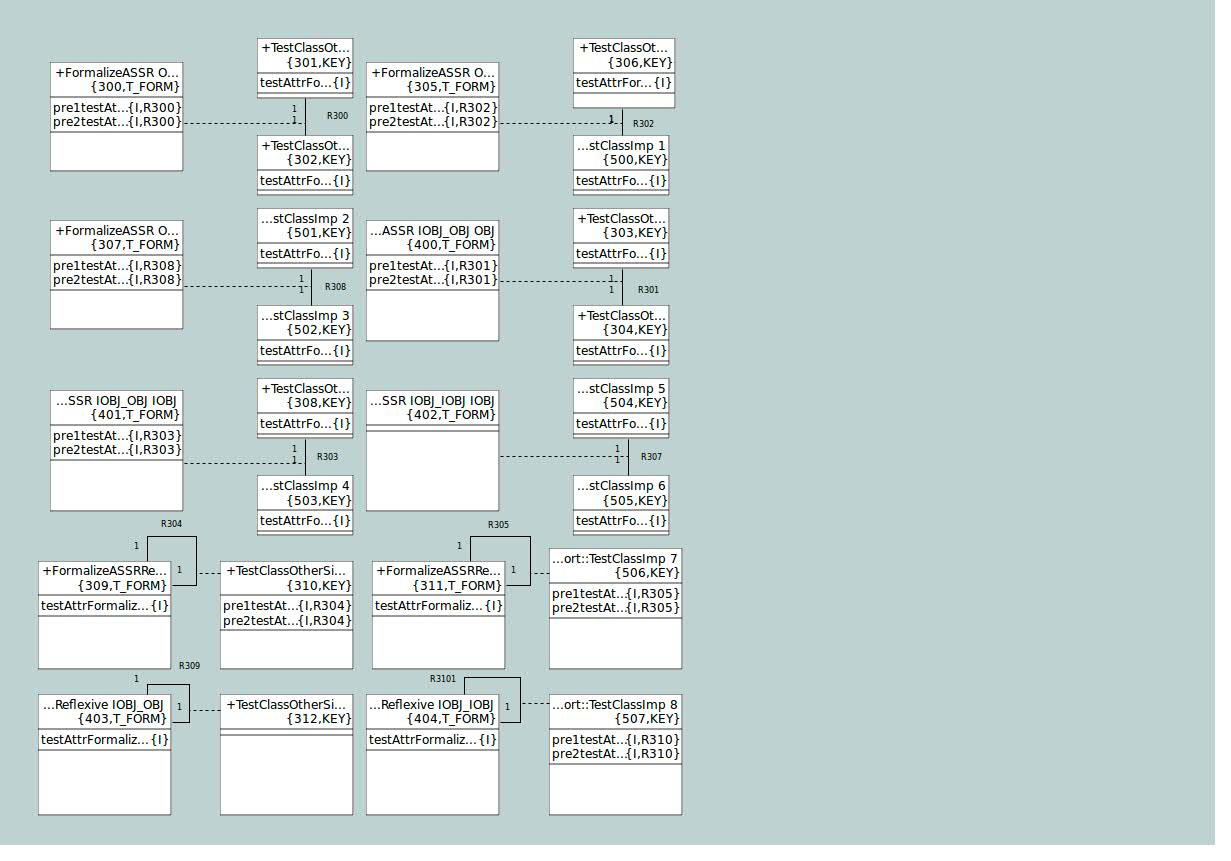 +FormalizeASSR O...
{300,T_FORM}
pre1testAt...{I,R300}
pre2testAt...{I,R300}
+TestClassOt...
{301,KEY}
testAttrFo...{I}
1
1
R300
+TestClassOt...
{302,KEY}
testAttrFo...{I}
+FormalizeASSR O...
{305,T_FORM}
pre1testAt...{I,R302}
pre2testAt...{I,R302}
+TestClassOt...
{306,KEY}
testAttrFor...{I}
1
R302
...stClassImp 1
{500,KEY}
testAttrFo...{I}
+FormalizeASSR O...
{307,T_FORM}
pre1testAt...{I,R308}
pre2testAt...{I,R308}
...stClassImp 2
{501,KEY}
testAttrFo...{I}
1
1
R308
...stClassImp 3
{502,KEY}
testAttrFo...{I}
...ASSR IOBJ_OBJ OBJ
{400,T_FORM}
pre1testAt...{I,R301}
pre2testAt...{I,R301}
+TestClassOt...
{303,KEY}
testAttrFo...{I}
1
1
R301
+TestClassOt...
{304,KEY}
testAttrFo...{I}
...SSR IOBJ_OBJ IOBJ
{401,T_FORM}
pre1testAt...{I,R303}
pre2testAt...{I,R303}
+TestClassOt...
{308,KEY}
testAttrFo...{I}
1
1
R303
...stClassImp 4
{503,KEY}
testAttrFo...{I}
...SSR IOBJ_IOBJ IOBJ
{402,T_FORM}
...stClassImp 5
{504,KEY}
testAttrFo...{I}
1
1
R307
...stClassImp 6
{505,KEY}
testAttrFo...{I}
R304
1
1
+FormalizeASSRRe...
{309,T_FORM}
testAttrFormaliz...{I}
+TestClassOtherSi...
{310,KEY}
pre1testAt...{I,R304}
pre2testAt...{I,R304}
R305
1
1
+FormalizeASSRRe...
{311,T_FORM}
testAttrFormaliz...{I}
...ort::TestClassImp 7
{506,KEY}
pre1testAt...{I,R305}
pre2testAt...{I,R305}
R309
1
1
...Reflexive IOBJ_OBJ
{403,T_FORM}
testAttrFormaliz...{I}
+TestClassOtherSi...
{312,KEY}
R3101
1
...Reflexive IOBJ_IOBJ
{404,T_FORM}
testAttrFormaliz...{I}
...ort::TestClassImp 8
{507,KEY}
pre1testAt...{I,R310}
pre2testAt...{I,R310}